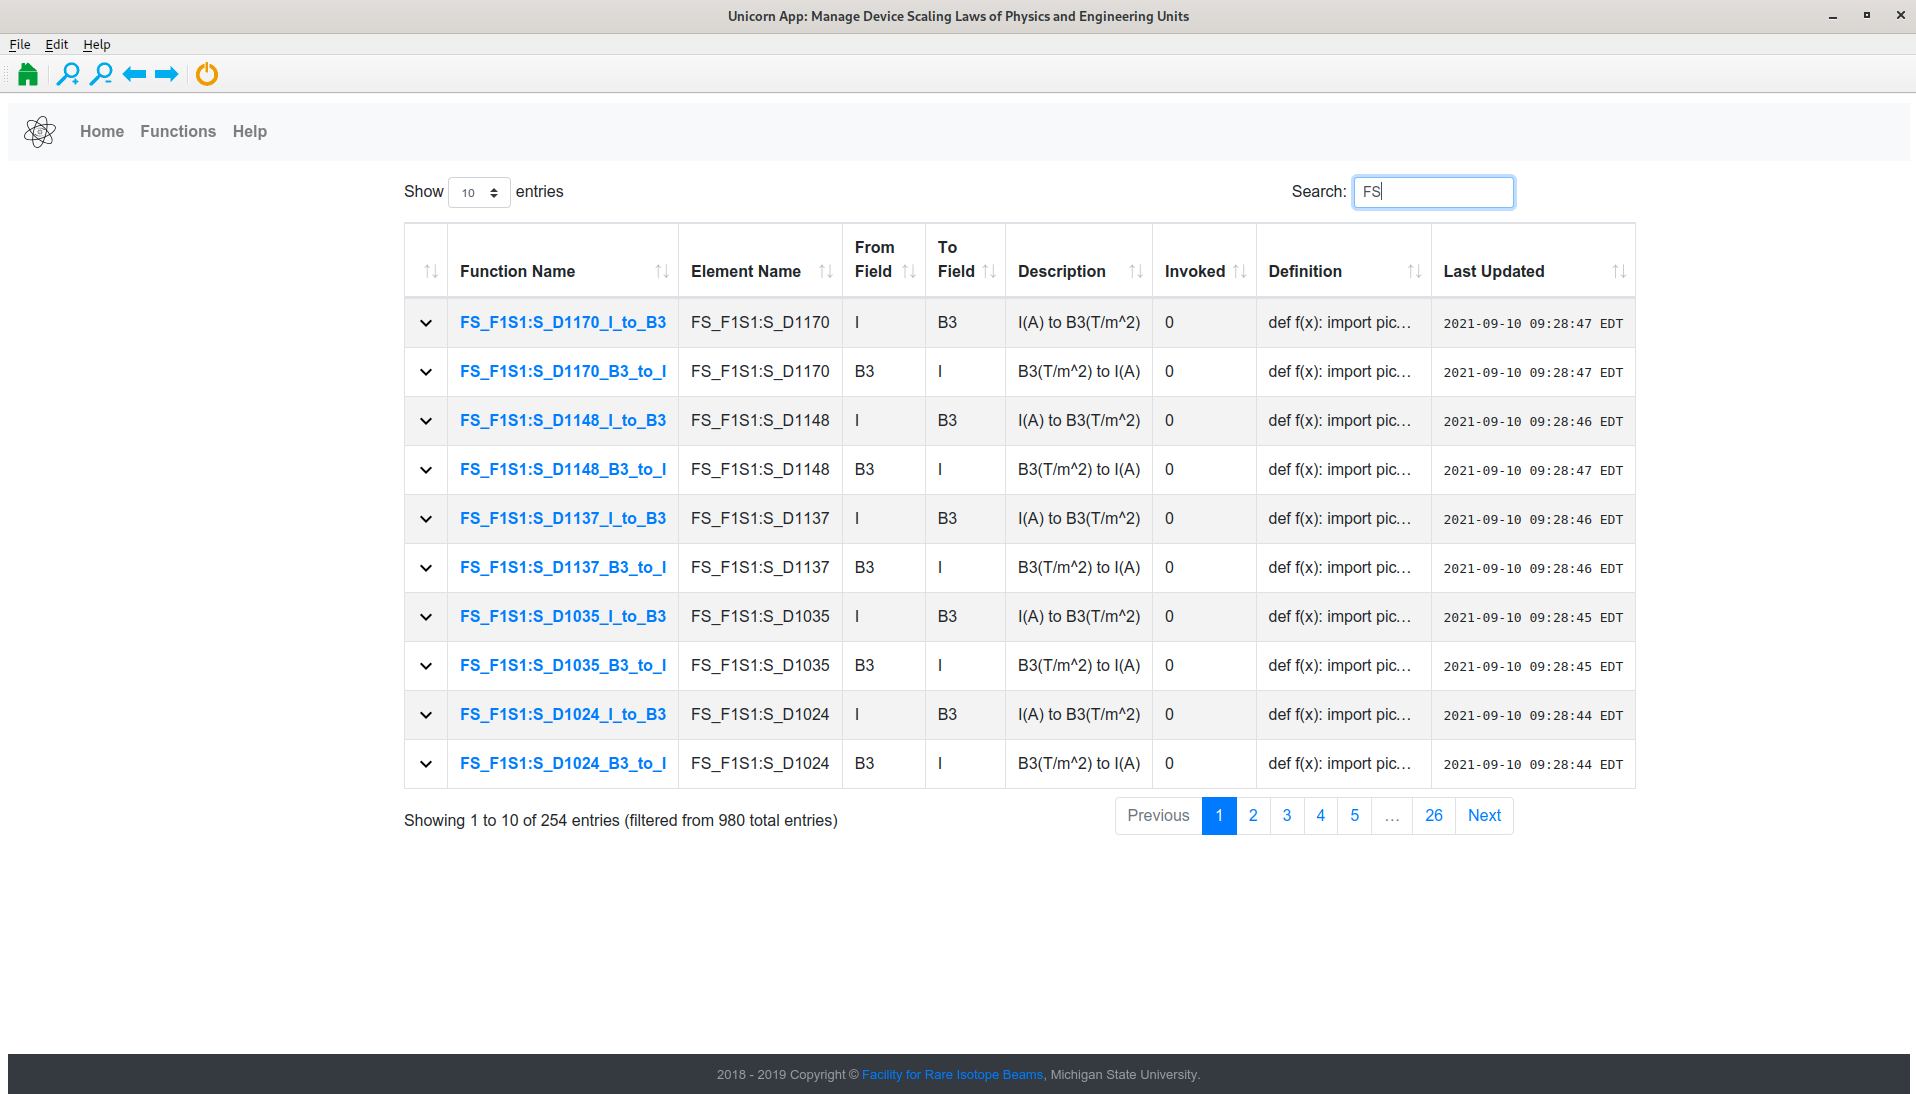 Unicorn App: Manage Device Scaling Laws of Physics and Engineering Units
File Edit Help
Home Functions Help
Show 10 entries Search: FS
Function Name Element Name From Field To Field Description Invoked Definition Last Updated
FS_F1S1:S_D1170_I_to_B3 FS_F1S1:S_D1170 I B3 I(A) to B3(T/m^2) 0 def f(x): import pic... 2021-09-10 09:28:47 EDT
FS_F1S1:S_D1170_B3_to_I FS_F1S1:S_D1170 B3 I B3(T/m^2) to I(A) 0 def f(x): import pic... 2021-09-10 09:28:47 EDT
FS_F1S1:S_D1148_I_to_B3 FS_F1S1:S_D1148 I B3 I(A) to B3(T/m^2) 0 def f(x): import pic... 2021-09-10 09:28:46 EDT
FS_F1S1:S_D1148_B3_to_I FS_F1S1:S_D1148 B3 I B3(T/m^2) to I(A) 0 def f(x): import pic... 2021-09-10 09:28:47 EDT
FS_F1S1:S_D1137_I_to_B3 FS_F1S1:S_D1137 I B3 I(A) to B3(T/m^2) 0 def f(x): import pic... 2021-09-10 09:28:46 EDT
FS_F1S1:S_D1137_B3_to_I FS_F1S1:S_D1137 B3 I B3(T/m^2) to I(A) 0 def f(x): import pic... 2021-09-10 09:28:46 EDT
FS_F1S1:S_D1035_I_to_B3 FS_F1S1:S_D1035 I B3 I(A) to B3(T/m^2) 0 def f(x): import pic... 2021-09-10 09:28:45 EDT
FS_F1S1:S_D1035_B3_to_I FS_F1S1:S_D1035 B3 I B3(T/m^2) to I(A) 0 def f(x): import pic... 2021-09-10 09:28:45 EDT
FS_F1S1:S_D1024_I_to_B3 FS_F1S1:S_D1024 I B3 I(A) to B3(T/m^2) 0 def f(x): import pic... 2021-09-10 09:28:44 EDT
FS_F1S1:S_D1024_B3_to_I FS_F1S1:S_D1024 B3 I B3(T/m^2) to I(A) 0 def f(x): import pic... 2021-09-10 09:28:44 EDT
Showing 1 to 10 of 254 entries (filtered from 980 total entries) Previous 1 2 3 4 5 … 26 Next
2018 - 2019 Copyright © Facility for Rare Isotope Beams, Michigan State University.